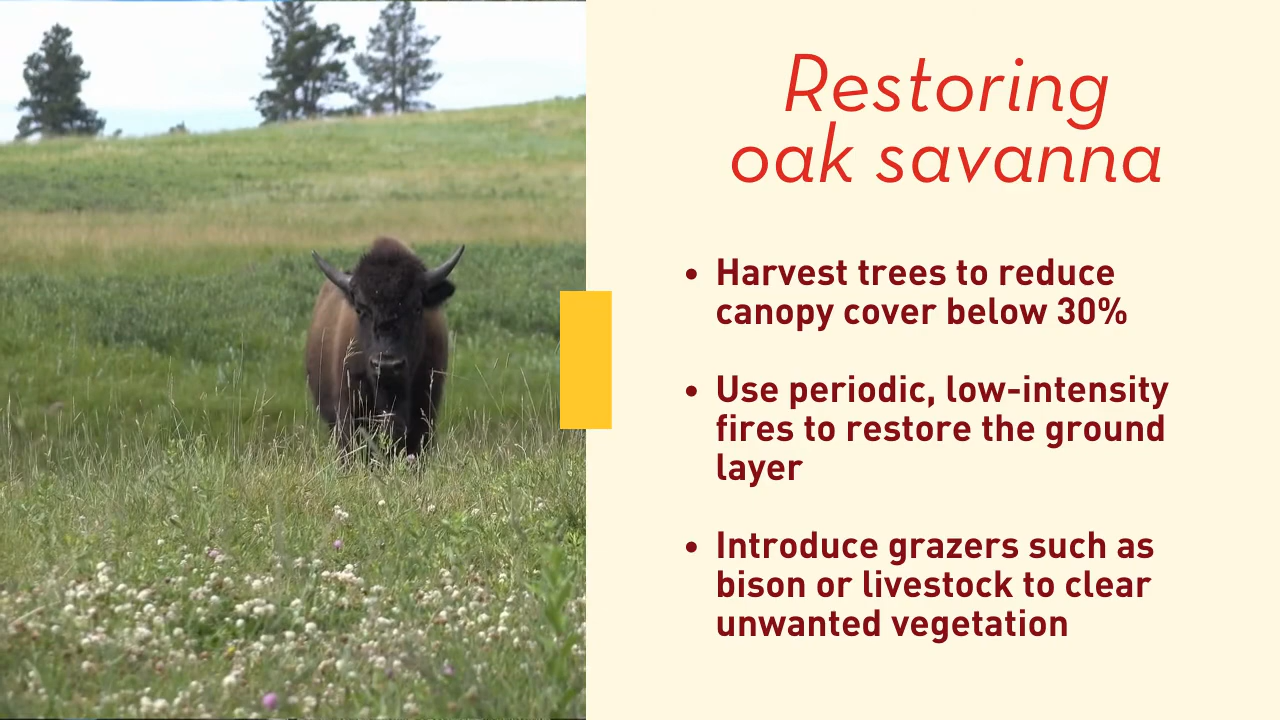 Restoring
oak savanna
• Harvest trees to reduce
canopy cover below 30%
• Use periodic, low-intensity
fires to restore the ground
layer
• Introduce grazers such as
bison or livestock to clear
unwanted vegetation